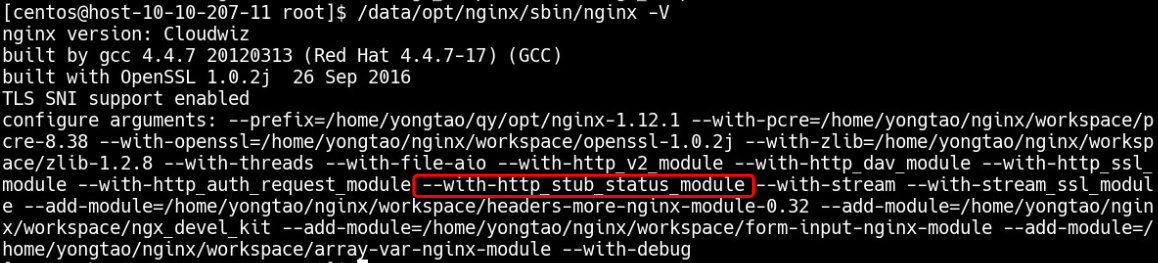 [centos@host-10-10-207-11 root]$ /data/opt/nginx/sbin/nginx -V
nginx version: Cloudwiz
built by gcc 4.4.7 20120313 (Red Hat 4.4.7-17) (GCC)
built with OpenSSL 1.0.2j  26 Sep 2016
TLS SNI support enabled
configure arguments: --prefix=/home/yongtao/qy/opt/nginx-1.12.1 --with-pcre=/home/yongtao/nginx/workspace/p
cre-8.38 --with-openssl=/home/yongtao/nginx/workspace/openssl-1.0.2j --with-zlib=/home/yongtao/nginx/worksp
ace/zlib-1.2.8 --with-threads --with-file-aio --with-http_v2_module --with-http_dav_module --with-http_ssl_
module --with-http_auth_request_module --with-http_stub_status_module --with-stream --with-stream_ssl_modul
e --add-module=/home/yongtao/nginx/workspace/headers-more-nginx-module-0.32 --add-module=/home/yongtao/ngin
x/workspace/ngx_devel_kit --add-module=/home/yongtao/nginx/workspace/form-input-nginx-module --add-module=/
home/yongtao/nginx/workspace/array-var-nginx-module --with-debug